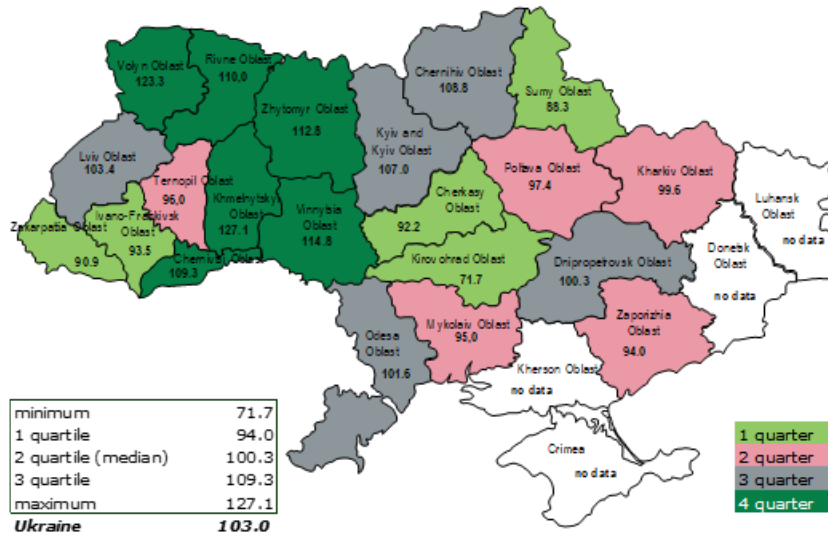 Volyn Oblast
123.3
Rivne Oblast
110,0
Zhytomyr Oblast
112.8
Kyiv and
Kyiv Oblast
107.0
Chernihiv Oblast
108.8
Sumy Oblast
88.3
Lviv Oblast
103.4
Ternopil Oblast
96,0
Khmelnytskyi
Oblast
127.1
Vinnytsia
Oblast
114.8
Cherkasy
Oblast
92.2
Poltava Oblast
97.4
Kharkiv Oblast
99.6
Luhansk
Oblast
no data
Zakarpatia Oblast
90.9
Ivano-Frankivsk
Oblast
93.5
Chernivtsi Oblast
109.3
Kirovohrad Oblast
71.7
Dnipropetrovsk Oblast
100.3
Donetsk
Oblast
no data
Odesa
Oblast
101.6
Mykolaiv Oblast
95,0
Zaporizhia
Oblast
94.0
Kherson Oblast
no data
Crimea
no data
minimum 71.7
1 quartile 94.0
2 quartile (median) 100.3
3 quartile 109.3
maximum 127.1
Ukraine 103.0
1 quarter
2 quarter
3 quarter
4 quarter